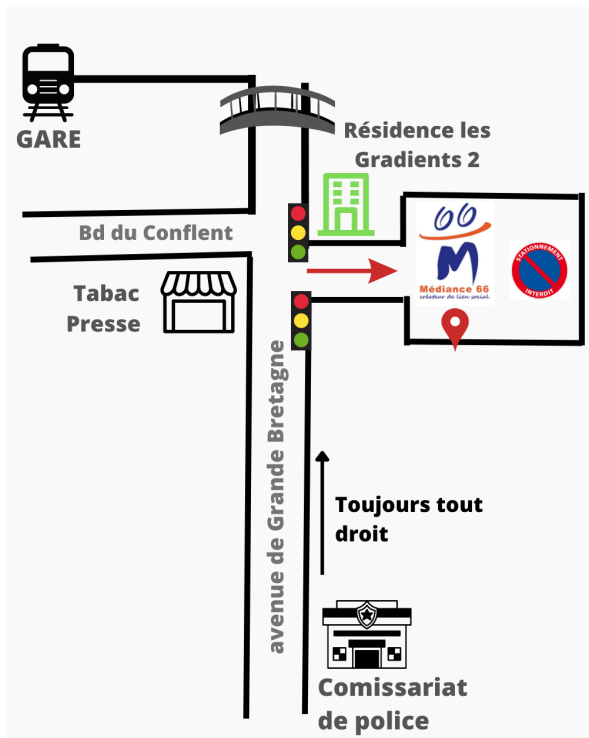 GARE
Résidence les
Gradients 2
Bd du Conflent
66
M
Médiance 66
créateur de lien social
STATIONNEMENT
INTERDIT
Tabac
Presse
avenue de Grande Bretagne
Toujours tout
droit
Comissariat
de police